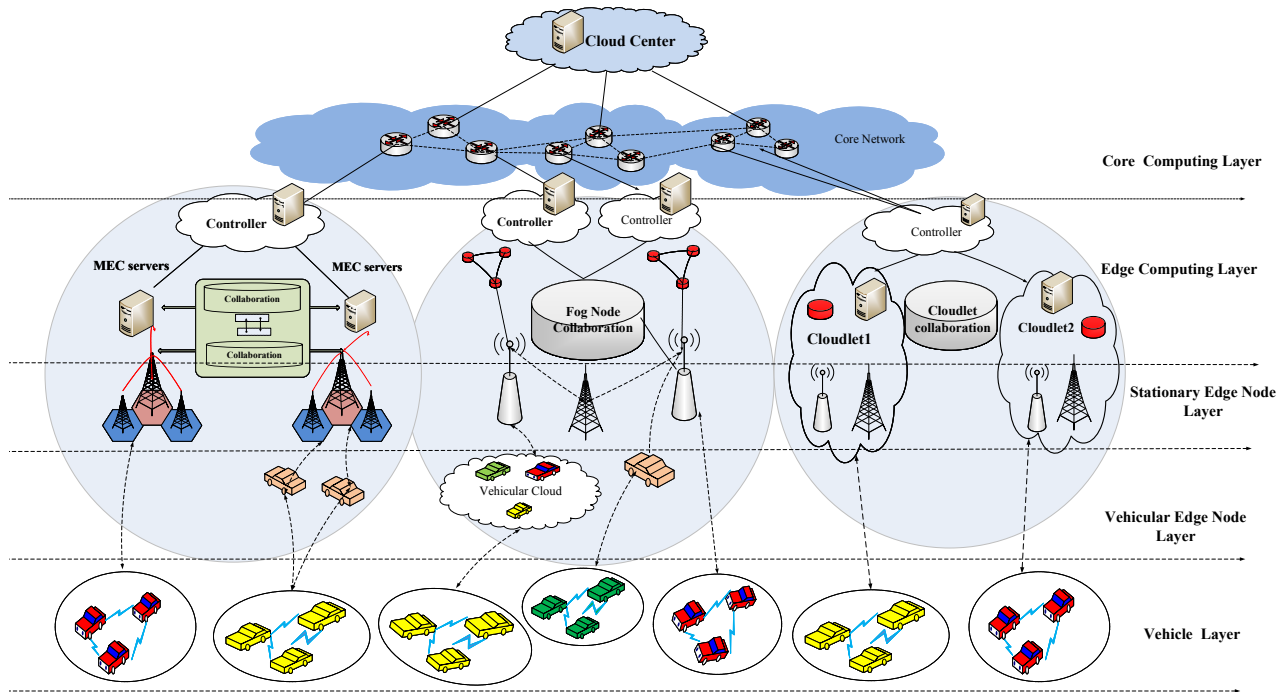 Cloud Center
Core Network
Core Computing Layer
Controller
Controller
Controller
Controller
MEC servers
MEC servers
Edge Computing Layer
Collaboration
Collaboration
Fog Node
Collaboration
Cloudlet
collaboration
Cloudlet1
Cloudlet2
Stationary Edge Node
Layer
Vehicular Cloud
Vehicular Edge Node
Layer
Vehicle Layer